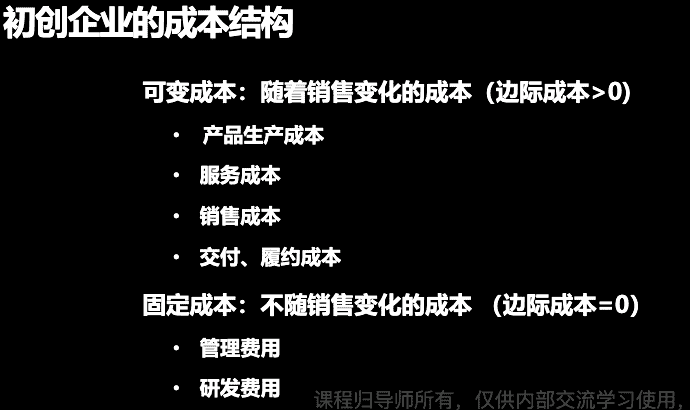 初创企业的成本结构
可变成本：随着销售变化的成本（边际成本>0）
• 产品生产成本
• 服务成本
• 销售成本
• 交付、履约成本
固定成本：不随销售变化的成本 （边际成本=0）
• 管理费用
• 研发费用
课程归导师所有，仅供内部交流学习使用，